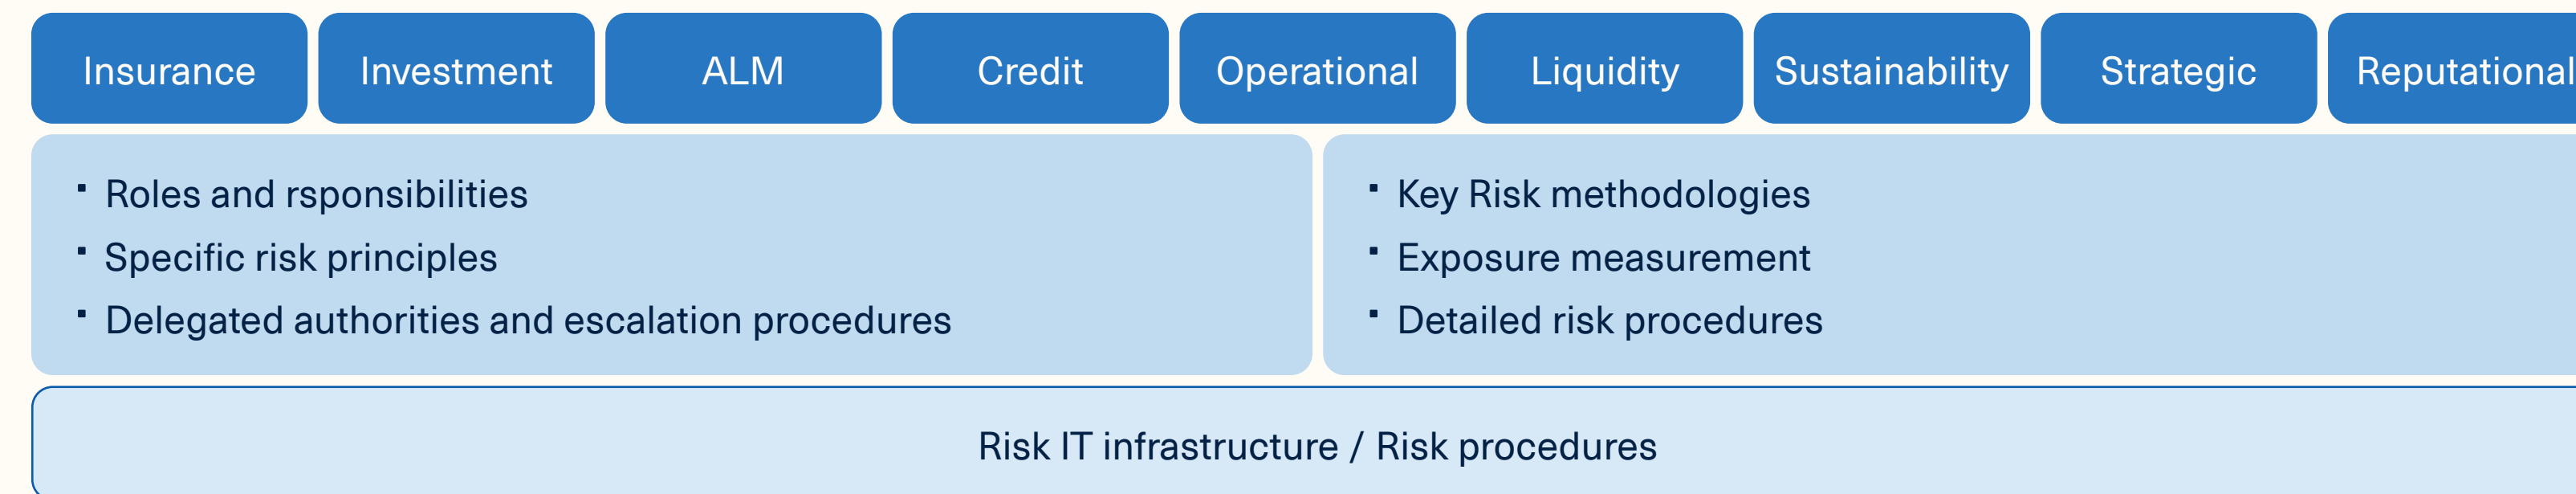 Insurance Investment ALM Credit Operational Liquidity Sustainability Strategic Reputational
▪ Roles and rsponsibilities
▪ Specific risk principles
▪ Delegated authorities and escalation procedures
▪ Key Risk methodologies
▪ Exposure measurement
▪ Detailed risk procedures
Risk IT infrastructure / Risk procedures